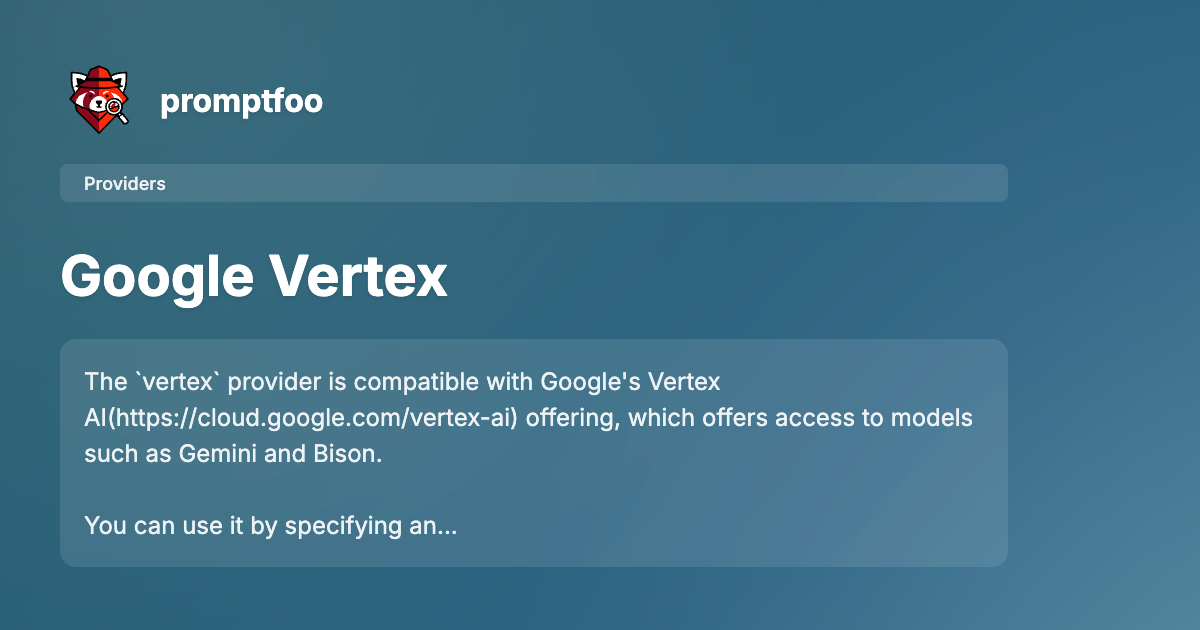 promptfoo
Providers
Google Vertex
The `vertex` provider is compatible with Google's Vertex
AI(https://cloud.google.com/vertex-ai) offering, which offers access to models
such as Gemini and Bison.
You can use it by specifying an...